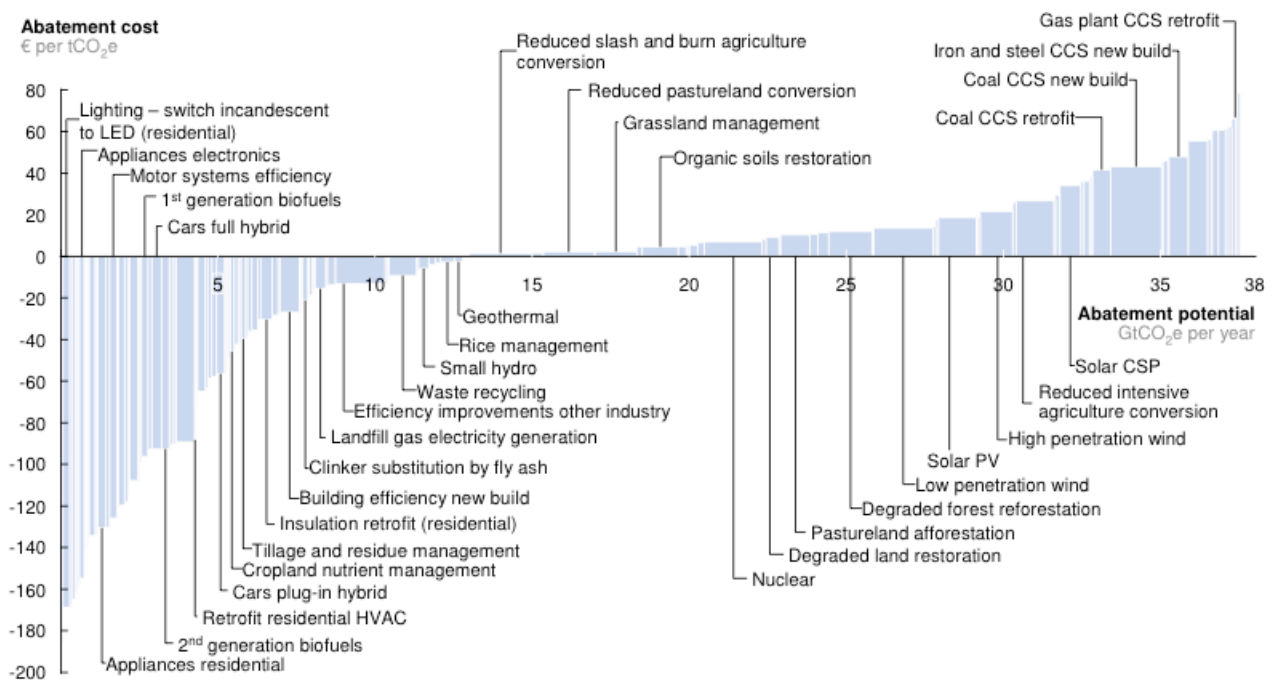 Abatement cost
€ per tCO₂e
Gas plant CCS retrofit
Reduced slash and burn agriculture
conversion
Iron and steel CCS new build
Coal CCS new build
Reduced pastureland conversion
Coal CCS retrofit
Grassland management
Organic soils restoration
80
60
40
20
0
-20
-40
-60
-80
-100
-120
-140
-160
-180
-200
Lighting – switch incandescent
to LED (residential)
Appliances electronics
Motor systems efficiency
1st generation biofuels
Cars full hybrid
5
10
15
20
25
30
35
38
Abatement potential
GtCO₂e per year
Geothermal
Rice management
Small hydro
Waste recycling
Efficiency improvements other industry
Landfill gas electricity generation
Clinker substitution by fly ash
Building efficiency new build
Insulation retrofit (residential)
Tillage and residue management
Cropland nutrient management
Cars plug-in hybrid
Retrofit residential HVAC
2nd generation biofuels
Appliances residential
Solar CSP
Reduced intensive
agriculture conversion
High penetration wind
Solar PV
Low penetration wind
Degraded forest reforestation
Pastureland afforestation
Degraded land restoration
Nuclear